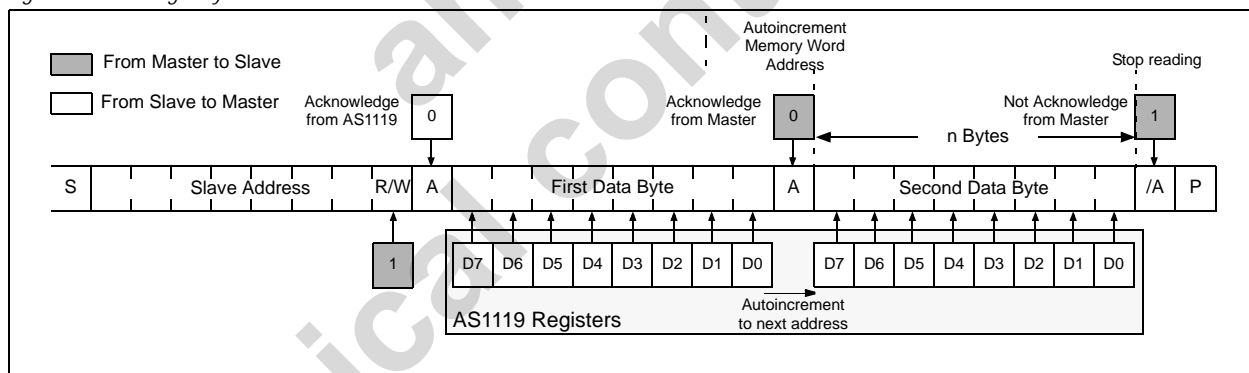 Autoincrement
Memory Word
Address
Stop reading
From Master to Slave
From Slave to Master
Acknowledge
from AS1119
0
Acknowledge
from Master
0
n Bytes
Not Acknowledge
from Master
1
S Slave Address R/W A First Data Byte A Second Data Byte /A P
1
D7 D6 D5 D4 D3 D2 D1 D0
D7 D6 D5 D4 D3 D2 D1 D0
Autoincrement
to next address
AS1119 Registers